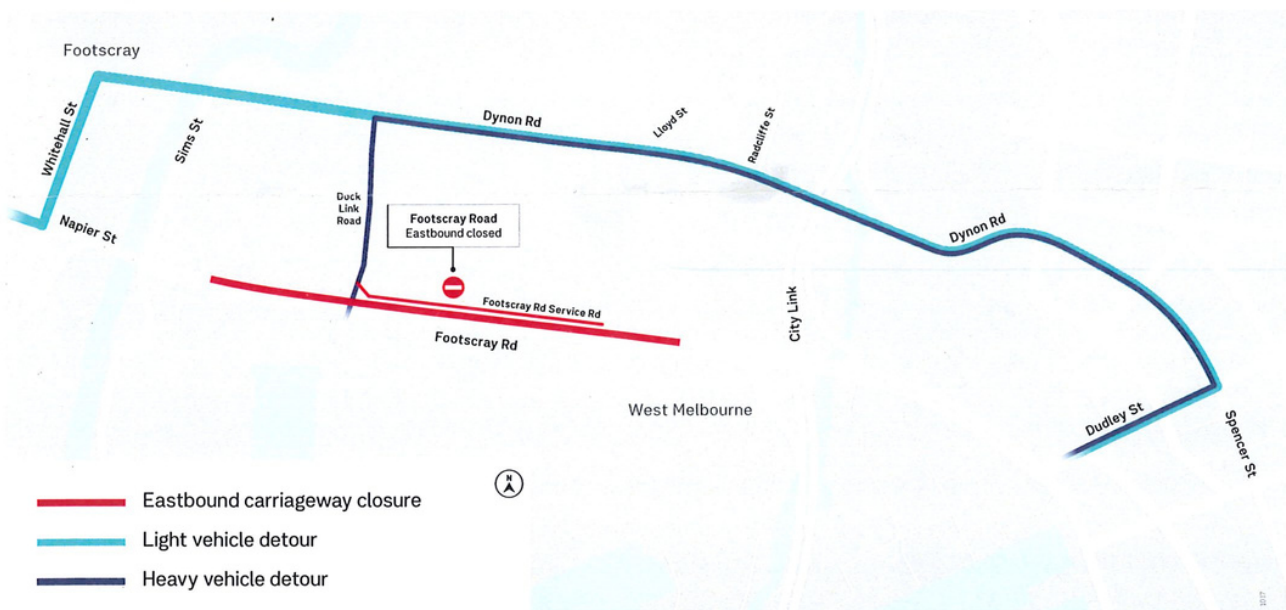 Footscray
Whitehall St
Sims St
Napier St
Dynon Rd
Lloyd St
Radcliffe St
Duck
Link
Road
Footscray Road
Eastbound closed
Footscray Rd Service Rd
Footscray Rd
Dynon Rd
City Link
West Melbourne
Dudley St
Spencer St
N
Eastbound carriageway closure
Light vehicle detour
Heavy vehicle detour